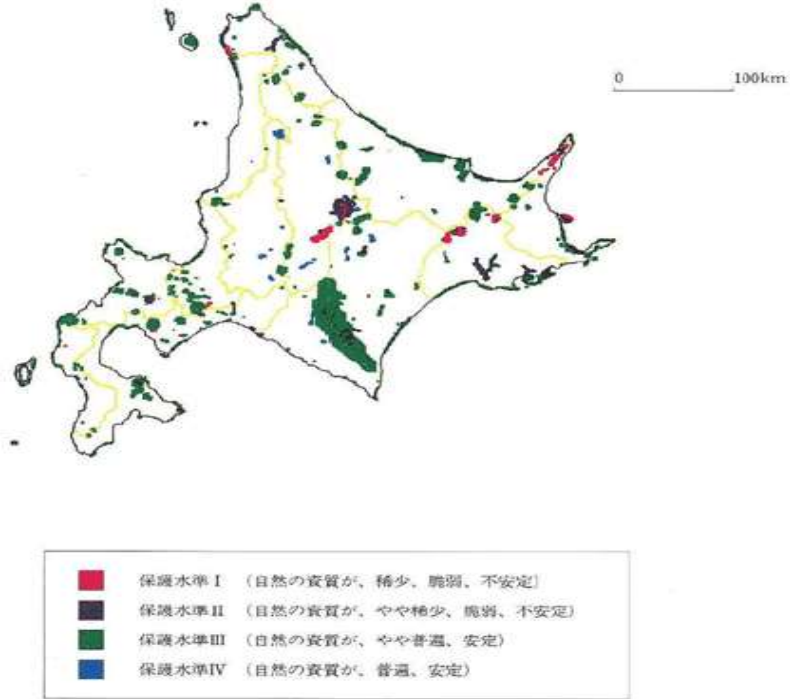 0 100km
保護水準 I (自然の資質が、稀少、脆弱、不安定)
保護水準 II (自然の資質が、やや稀少、脆弱、不安定)
保護水準III (自然の資質が、やや普遍、安定)
保護水準IV (自然の資質が、普遍、安定)